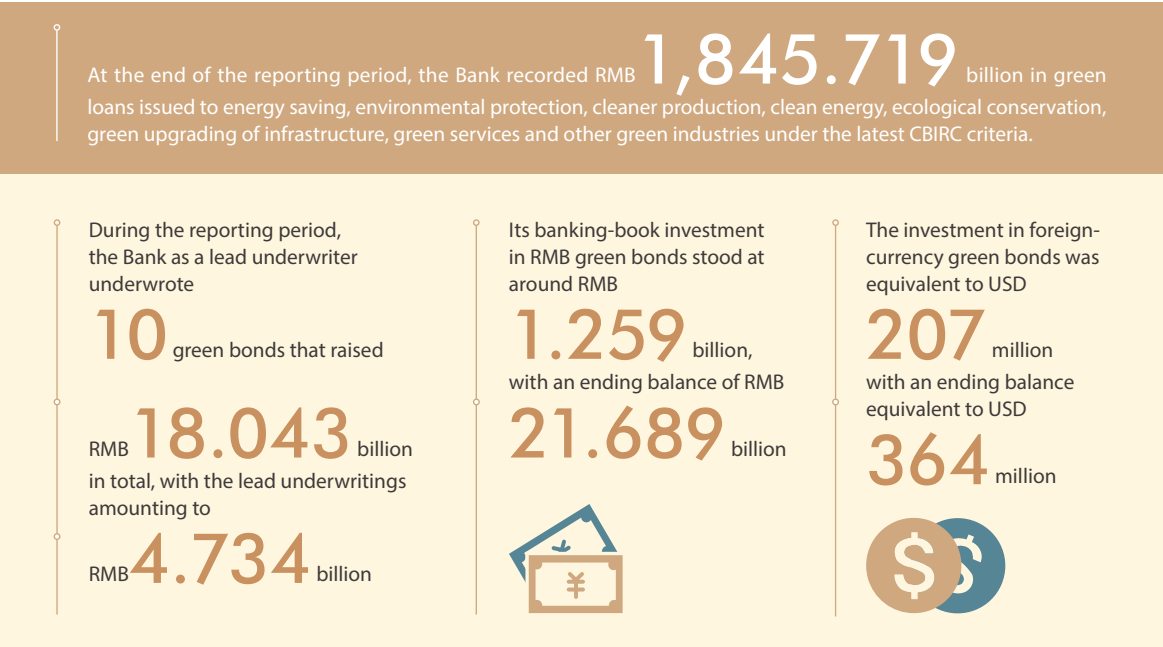 At the end of the reporting period, the Bank recorded RMB 1,845.719 billion in green
loans issued to energy saving, environmental protection, cleaner production, clean energy, ecological conservation,
green upgrading of infrastructure, green services and other green industries under the latest CBIRC criteria.
During the reporting period,
the Bank as a lead underwriter
underwrote
10 green bonds that raised
RMB 18.043 billion
in total, with the lead underwritings
amounting to
RMB 4.734 billion
Its banking-book investment
in RMB green bonds stood at
around RMB
1.259 billion,
with an ending balance of RMB
21.689 billion
¥
The investment in foreign-
currency green bonds was
equivalent to USD
207 million
with an ending balance
equivalent to USD
364 million
$ $